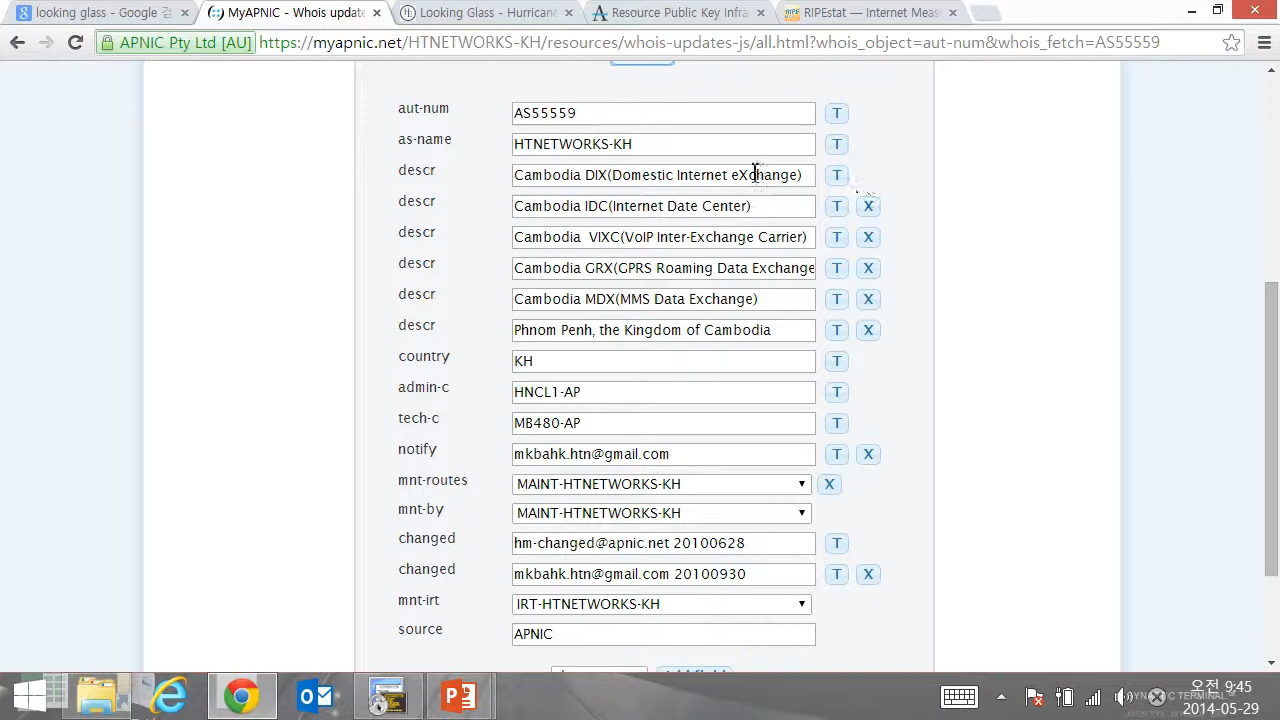 looking glass - Google 검
MyAPNIC - Whois update
Looking Glass - Hurrican
Resource Public Key Infra
RIPEstat — Internet Meas
APNIC Pty Ltd [AU]
https://myapnic.net/HTNETWORKS-KH/resources/whois-updates-js/all.html?whois_object=aut-num&whois_fetch=AS55559
aut-num AS55559 T
as-name HTNETWORKS-KH T
descr Cambodia DIX(Domestic Internet eXchange) T
descr Cambodia IDC(Internet Date Center) T X
descr Cambodia VIXC(VoIP Inter-Exchange Carrier) T X
descr Cambodia GRX(GPRS Roaming Data Exchange T X
descr Cambodia MDX(MMS Data Exchange) T X
descr Phnom Penh, the Kingdom of Cambodia T X
country KH T
admin-c HNCL1-AP T
tech-c MB480-AP T
notify mkbahk.htn@gmail.com T X
mnt-routes MAINT-HTNETWORKS-KH X
mnt-by MAINT-HTNETWORKS-KH
changed hm-changed@apnic.net 20100628 T
changed mkbahk.htn@gmail.com 20100930 T X
mnt-irt IRT-HTNETWORKS-KH
source APNIC
Add field
오전 9:45
2014-05-29